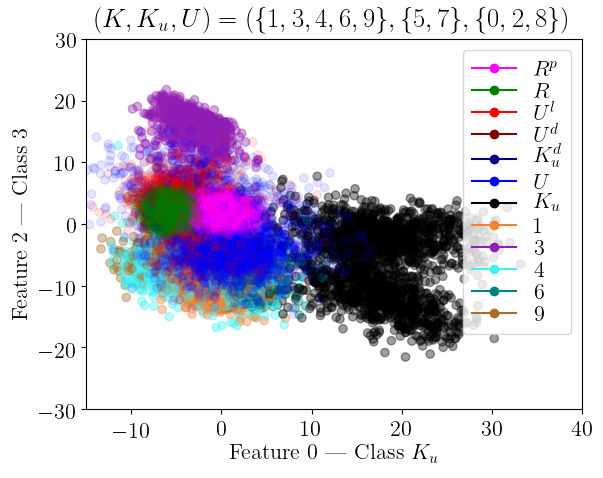 (K, K_u, U) = ({1, 3, 4, 6, 9}, {5, 7}, {0, 2, 8})
30
20
10
0
−10
−20
−30
Feature 2 — Class 3
R^p
R
U^l
U^d
K_u^d
U
K_u
1
3
4
6
9
−10
0
10
20
30
40
Feature 0 — Class K_u